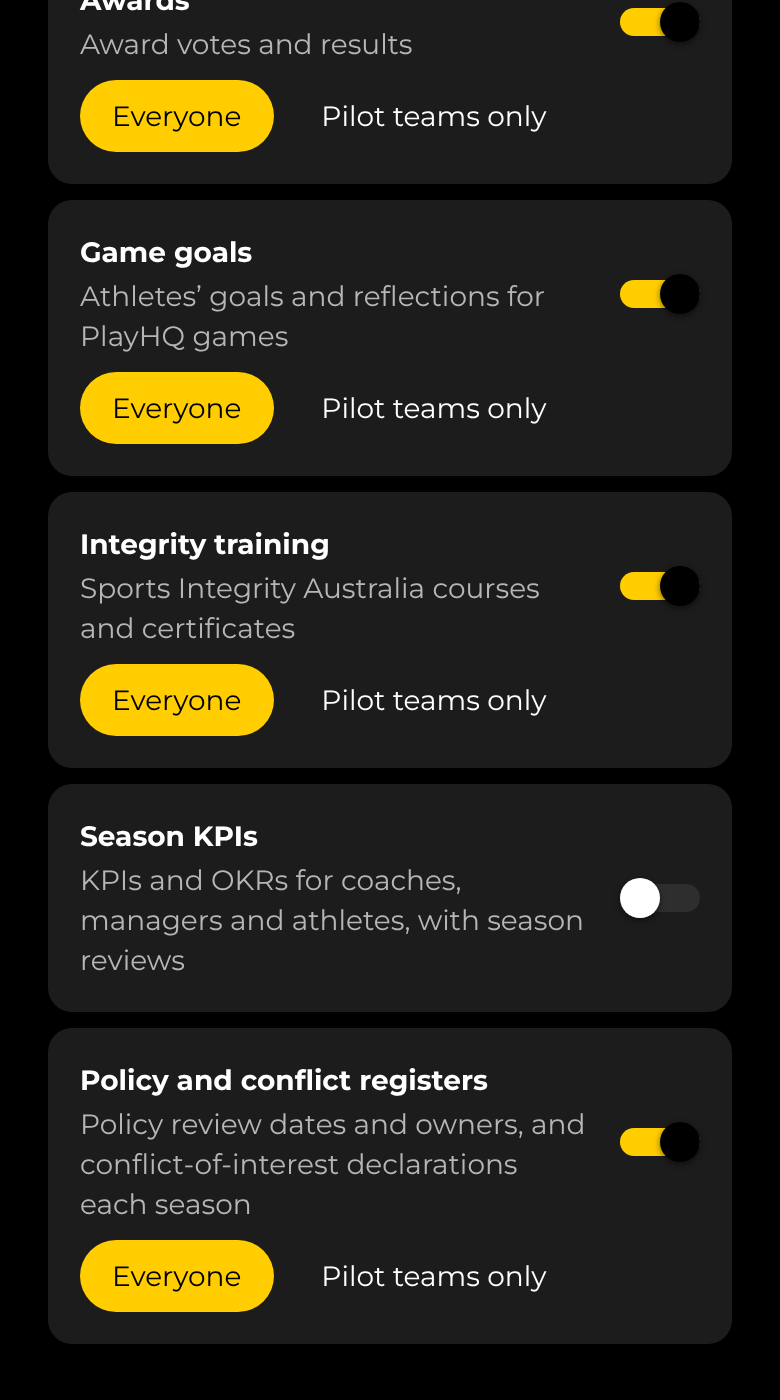 Awards
Award votes and results
Everyone Pilot teams only
Game goals
Athletes’ goals and reflections for
PlayHQ games
Everyone Pilot teams only
Integrity training
Sports Integrity Australia courses
and certificates
Everyone Pilot teams only
Season KPIs
KPIs and OKRs for coaches,
managers and athletes, with season
reviews
Policy and conflict registers
Policy review dates and owners, and
conflict-of-interest declarations
each season
Everyone Pilot teams only